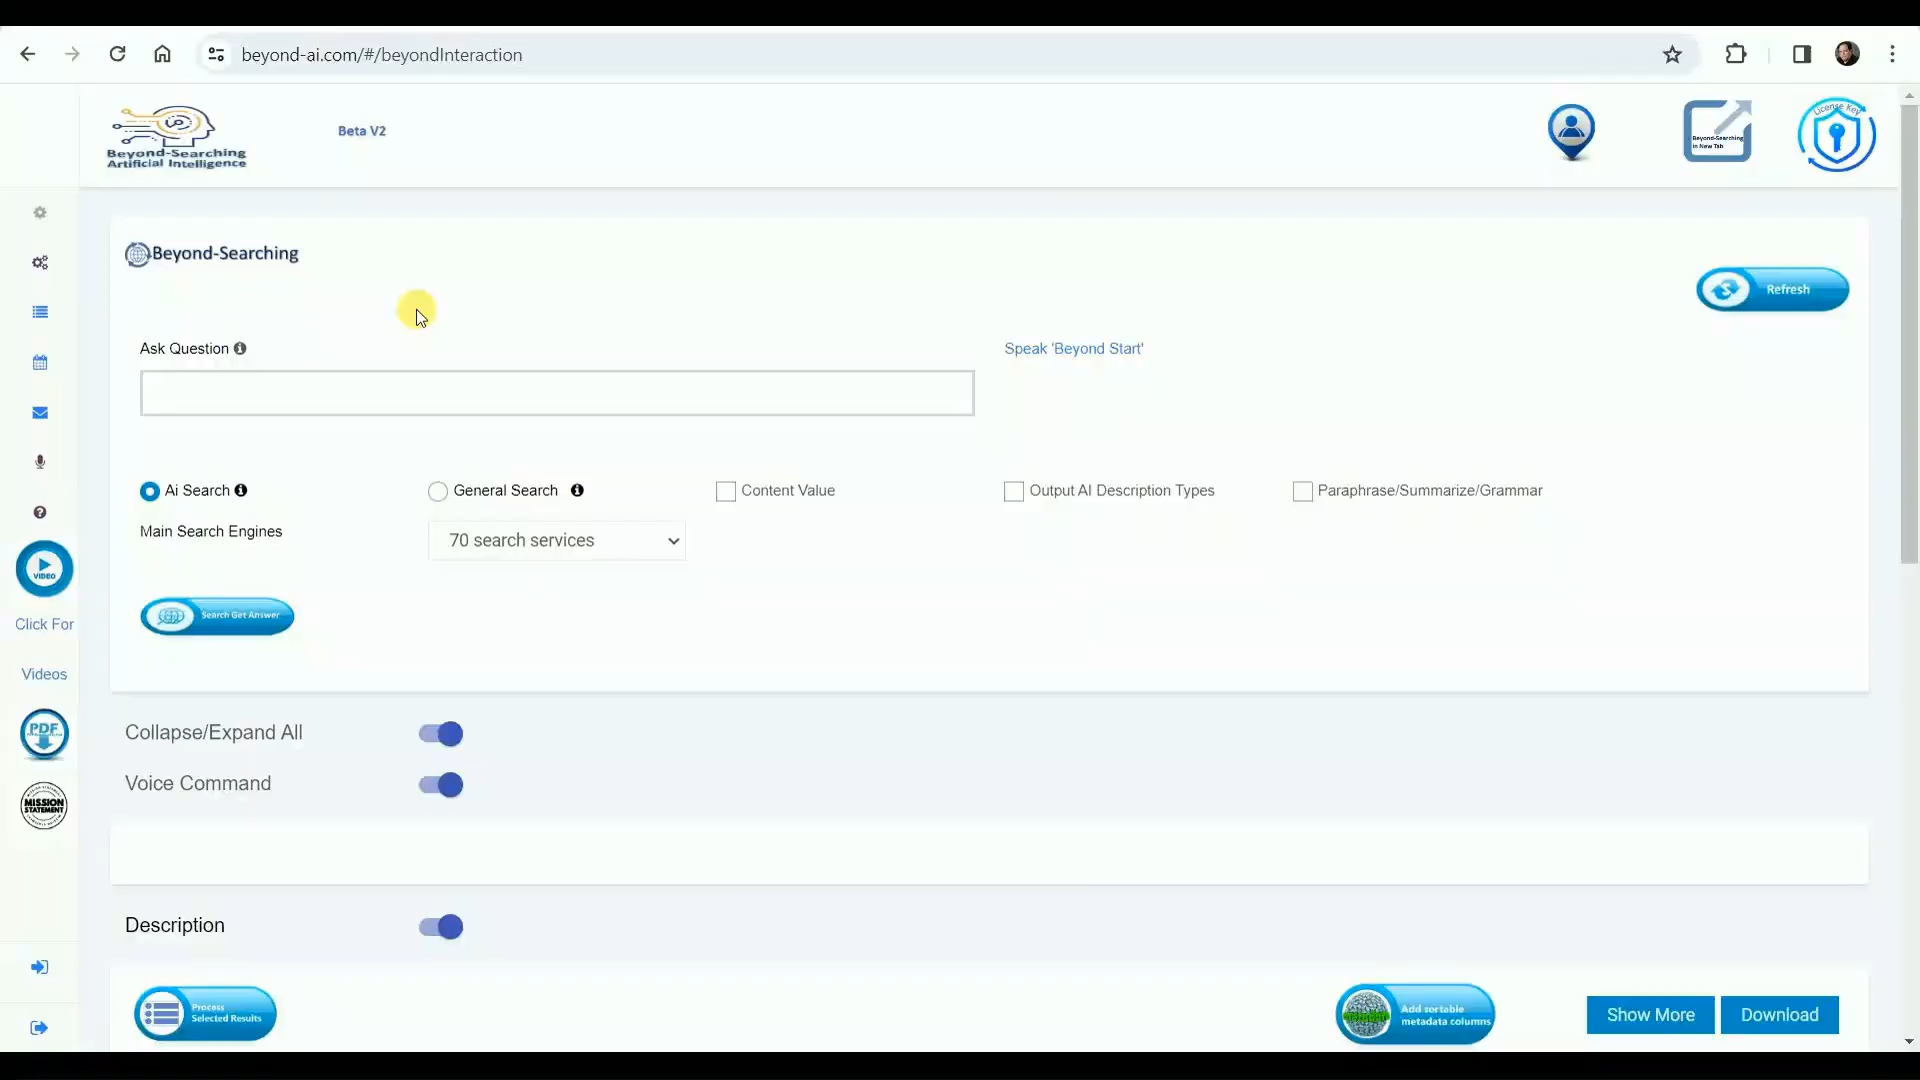 beyond-ai.com/#/beyondInteraction
Beyond-Searching
Artificial Intelligence
Beta V2
Beyond-Searching
in New Tab
License Key
Beyond-Searching
Refresh
Ask Question
Speak 'Beyond Start'
Ai Search
General Search
Content Value
Output AI Description Types
Paraphrase/Summarize/Grammar
Main Search Engines
70 search services
VIDEO
Search Get Answer
Click For
Videos
PDF
Collapse/Expand All
Voice Command
MISSION
STATEMENT
Description
Process
Selected Results
Add sortable
metadata columns
Show More
Download